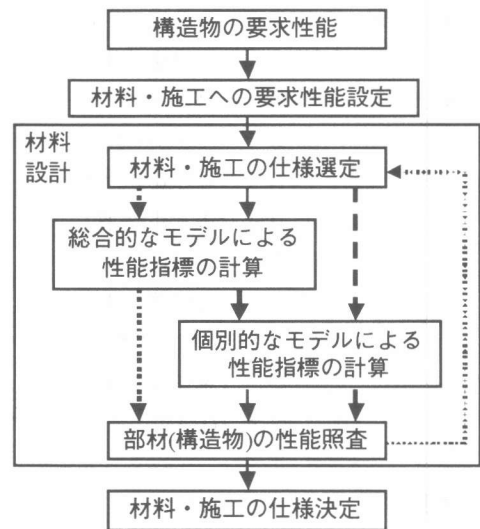 構造物の要求性能
材料・施工への要求性能設定
材料
設計
材料・施工の仕様選定
総合的なモデルによる
性能指標の計算
個別的なモデルによる
性能指標の計算
部材(構造物)の性能照査
材料・施工の仕様決定